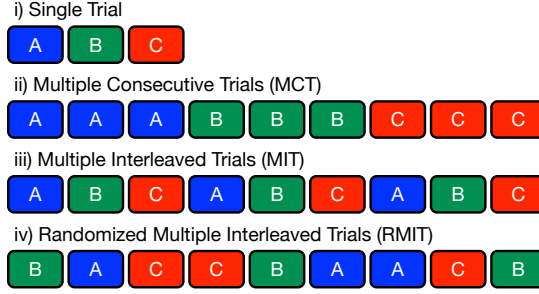 i) Single Trial
A B C
ii) Multiple Consecutive Trials (MCT)
A A A B B B C C C
iii) Multiple Interleaved Trials (MIT)
A B C A B C A B C
iv) Randomized Multiple Interleaved Trials (RMIT)
B A C C B A A C B